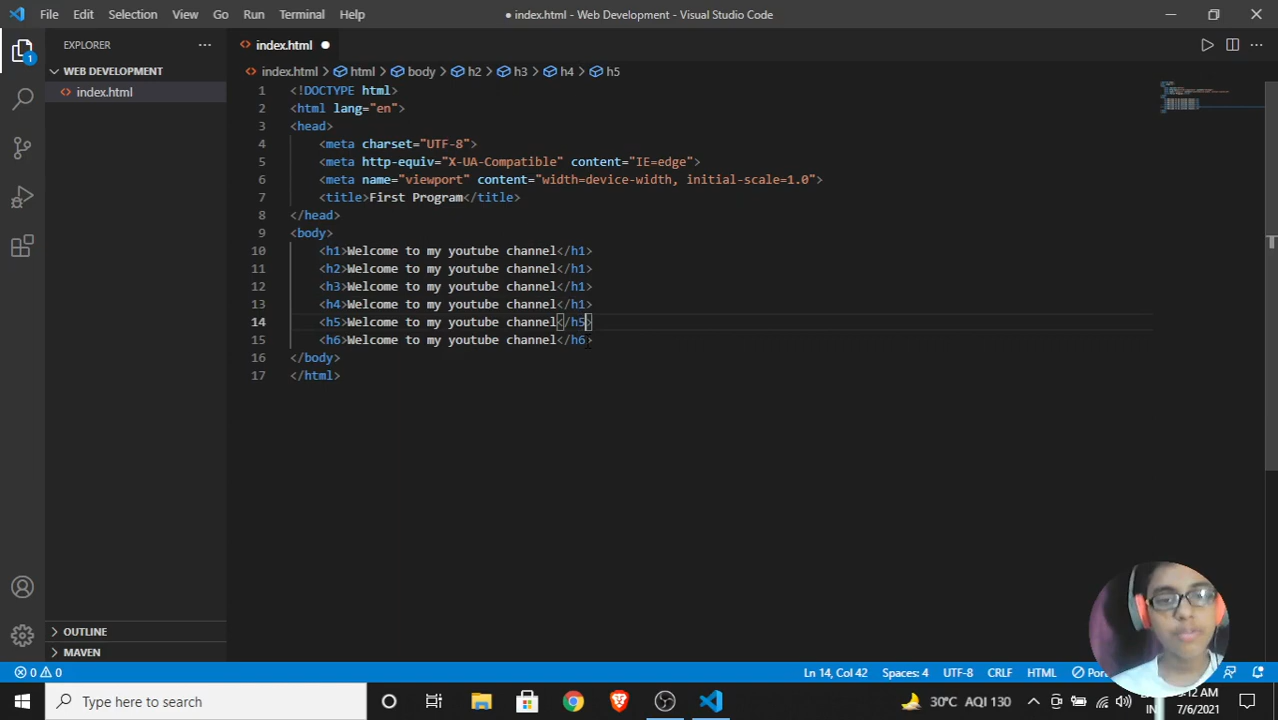 File Edit Selection View Go Run Terminal Help ● index.html - Web Development - Visual Studio Code
EXPLORER
index.html
1
WEB DEVELOPMENT
index.html > html > body > h2 > h3 > h4 > h5
index.html
1 <!DOCTYPE html>
2 <html lang="en">
3 <head>
4 <meta charset="UTF-8">
5 <meta http-equiv="X-UA-Compatible" content="IE=edge">
6 <meta name="viewport" content="width=device-width, initial-scale=1.0">
7 <title>First Program</title>
8 </head>
9 <body>
10 <h1>Welcome to my youtube channel</h1>
11 <h2>Welcome to my youtube channel</h1>
12 <h3>Welcome to my youtube channel</h1>
13 <h4>Welcome to my youtube channel</h1>
14 <h5>Welcome to my youtube channel</h5>
15 <h6>Welcome to my youtube channel</h6>
16 </body>
17 </html>
OUTLINE
MAVEN
0 0 Ln 14, Col 42 Spaces: 4 UTF-8 CRLF HTML
Type here to search 30°C AQI 130
7/6/2021